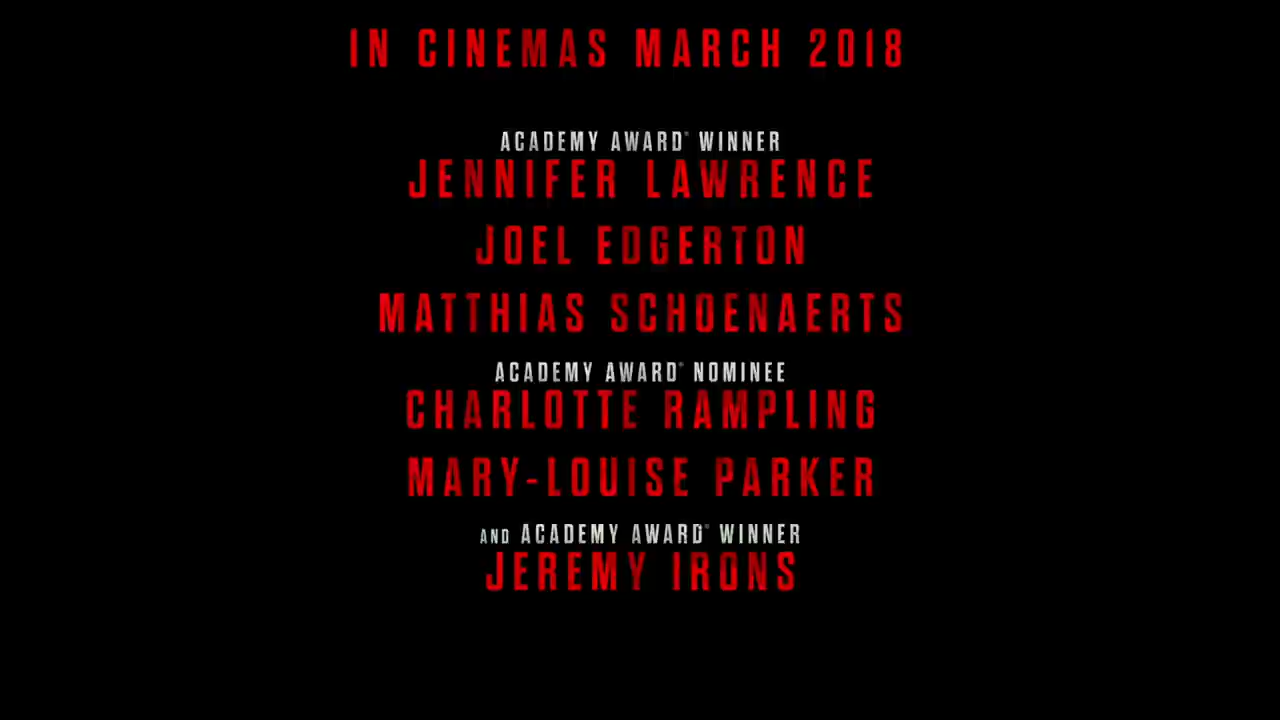 IN CINEMAS MARCH 2018
ACADEMY AWARD® WINNER
JENNIFER LAWRENCE
JOEL EDGERTON
MATTHIAS SCHOENAERTS
ACADEMY AWARD® NOMINEE
CHARLOTTE RAMPLING
MARY-LOUISE PARKER
AND ACADEMY AWARD® WINNER
JEREMY IRONS